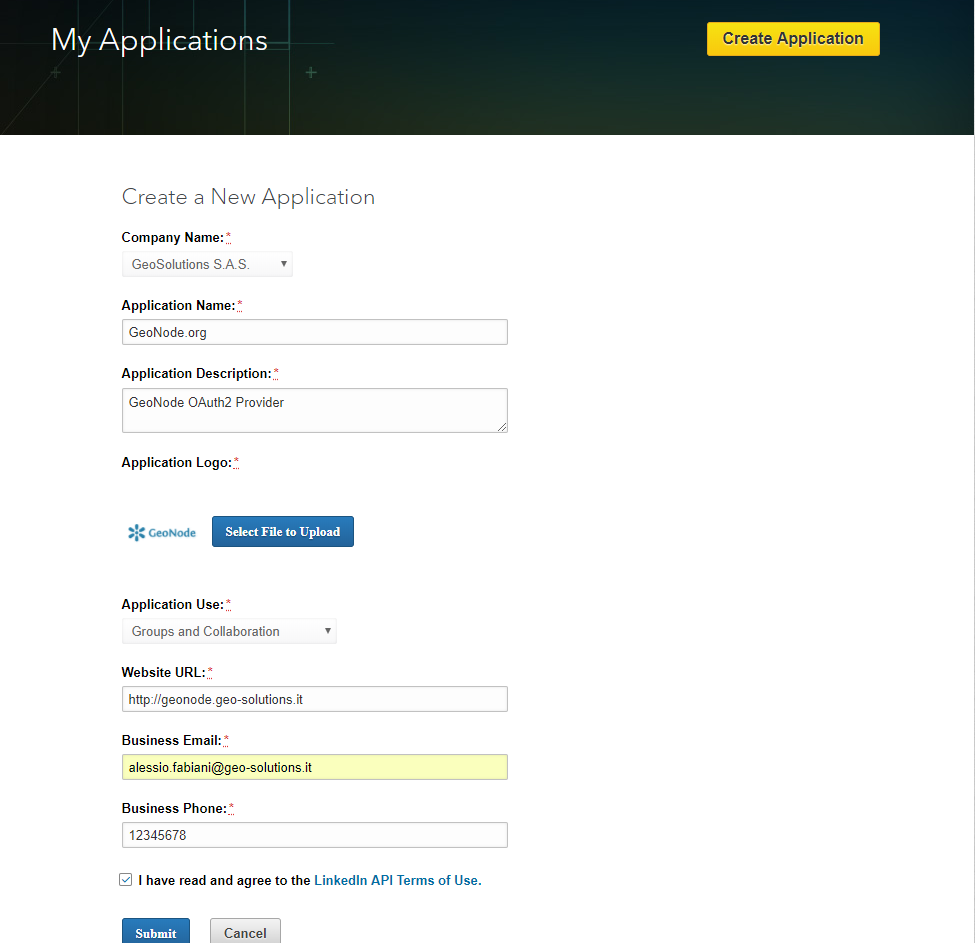 My Applications
Create Application
Create a New Application
Company Name:*
GeoSolutions S.A.S.
Application Name:*
GeoNode.org
Application Description:*
GeoNode OAuth2 Provider
Application Logo:*
GeoNode
Select File to Upload
Application Use:*
Groups and Collaboration
Website URL:*
http://geonode.geo-solutions.it
Business Email:*
alessio.fabiani@geo-solutions.it
Business Phone:*
12345678
I have read and agree to the LinkedIn API Terms of Use.
Submit
Cancel